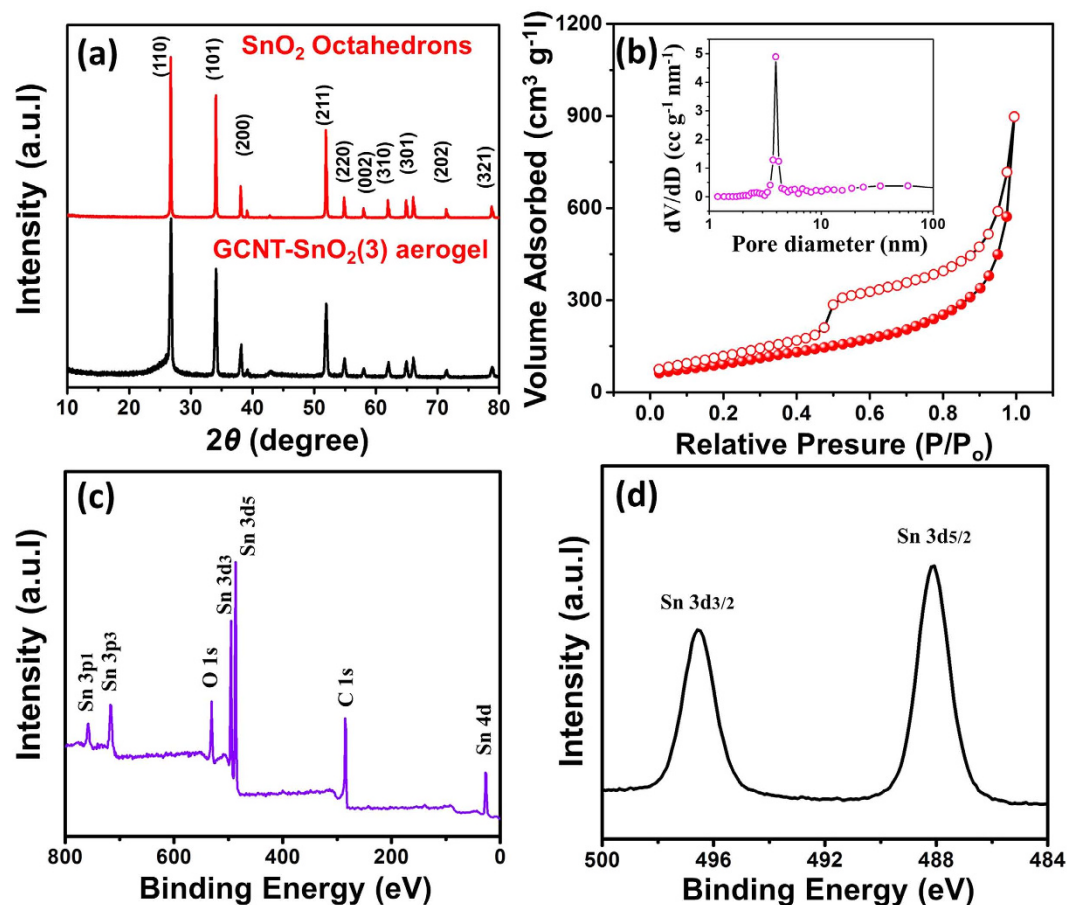 (a)
SnO2 Octahedrons
(110)
(101)
(200)
(211)
(220)
(002)
(310)
(301)
(202)
(321)
GCNT-SnO2(3) aerogel
Intensity (a.u.l)
10 20 30 40 50 60 70 80
2θ (degree)
(b)
Volume Adsorbed (cm3 g-1l)
1200
900
600
300
0
0.0 0.2 0.4 0.6 0.8 1.0
Relative Presure (P/Po)
dV/dD (cc g-1 nm-1)
5
4
3
2
1
0
1 10 100
Pore diameter (nm)
(c)
Sn 3p1
Sn 3p3
O 1s
Sn 3d3
Sn 3d5
C 1s
Sn 4d
Intensity (a.u.l)
800 600 400 200 0
Binding Energy (eV)
(d)
Sn 3d3/2
Sn 3d5/2
Intensity (a.u.l)
500 496 492 488 484
Binding Energy (eV)